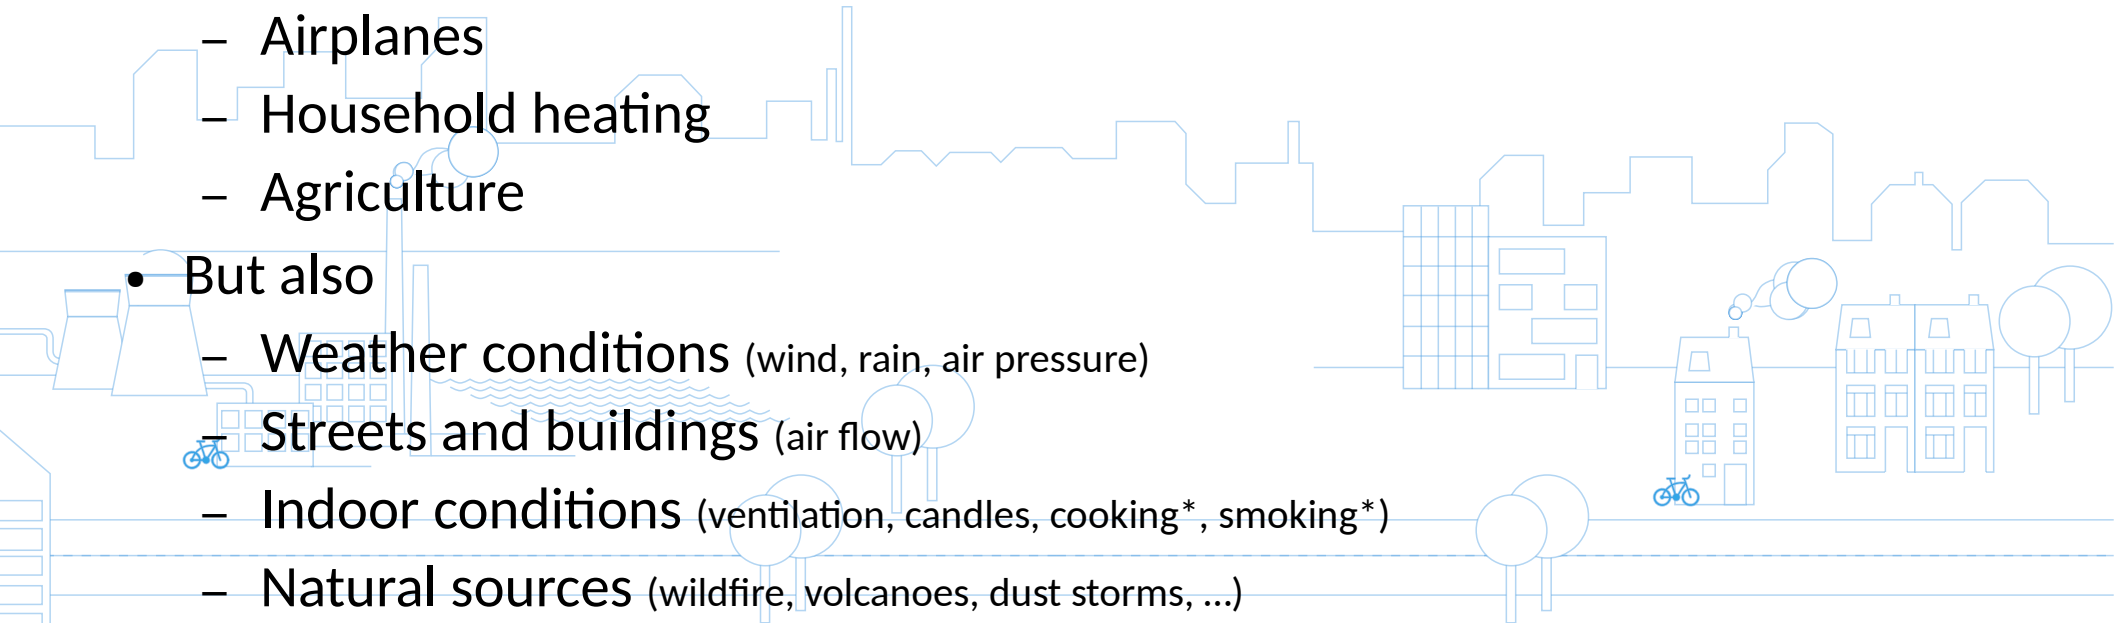 – Airplanes
– Household heating
– Agriculture
• But also
– Weather conditions (wind, rain, air pressure)
– Streets and buildings (air flow)
– Indoor conditions (ventilation, candles, cooking*, smoking*)
– Natural sources (wildfire, volcanoes, dust storms, ...)